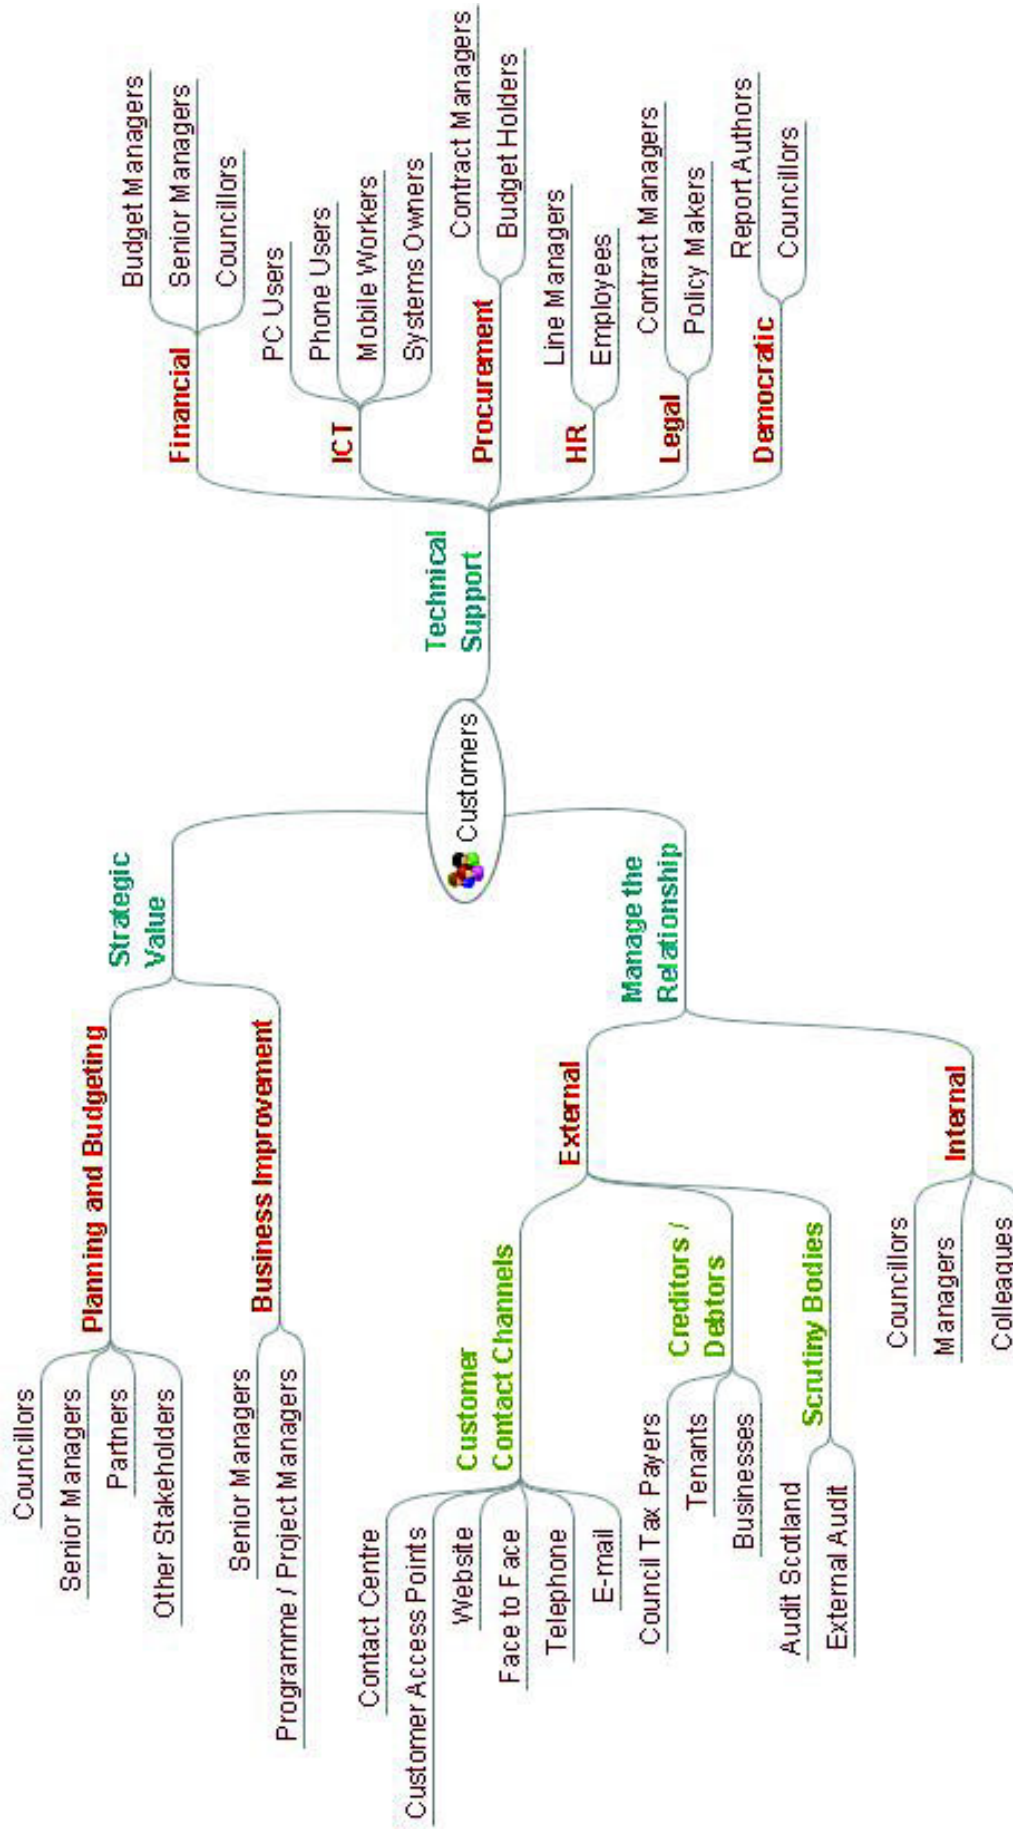 Customers
Strategic
Value
Planning and Budgeting
Councillors
Senior Managers
Partners
Other Stakeholders
Business Improvement
Senior Managers
Programme / Project Managers
Manage the
Relationship
External
Customer
Contact Channels
Contact Centre
Customer Access Points
Website
Face to Face
Telephone
E-mail
Creditors /
Debtors
Council Tax Payers
Tenants
Businesses
Scrutiny Bodies
Audit Scotland
External Audit
Internal
Councillors
Managers
Colleagues
Technical
Support
Financial
Budget Managers
Senior Managers
Councillors
ICT
PC Users
Phone Users
Mobile Workers
Systems Owners
Procurement
Contract Managers
Budget Holders
HR
Line Managers
Employees
Legal
Contract Managers
Policy Makers
Democratic
Report Authors
Councillors